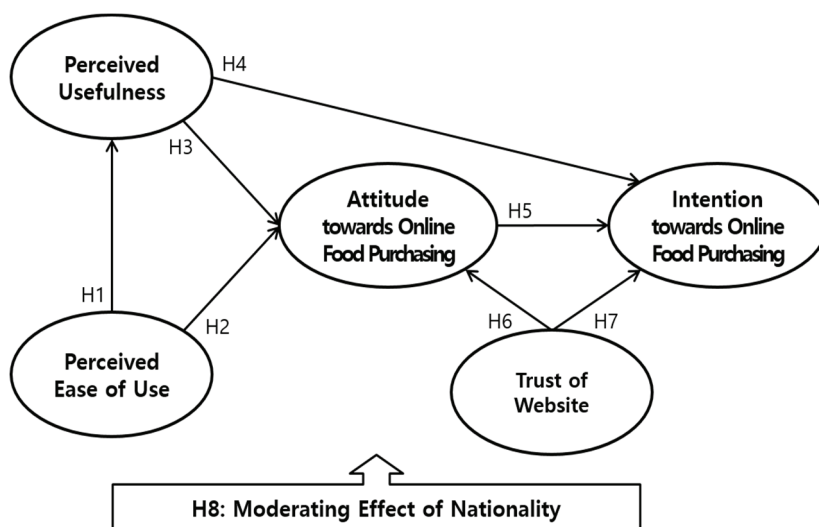 Perceived
Usefulness
H4
H3
Attitude
towards Online
Food Purchasing
H5
Intention
towards Online
Food Purchasing
H1
H2
Perceived
Ease of Use
H6
H7
Trust of
Website
H8: Moderating Effect of Nationality